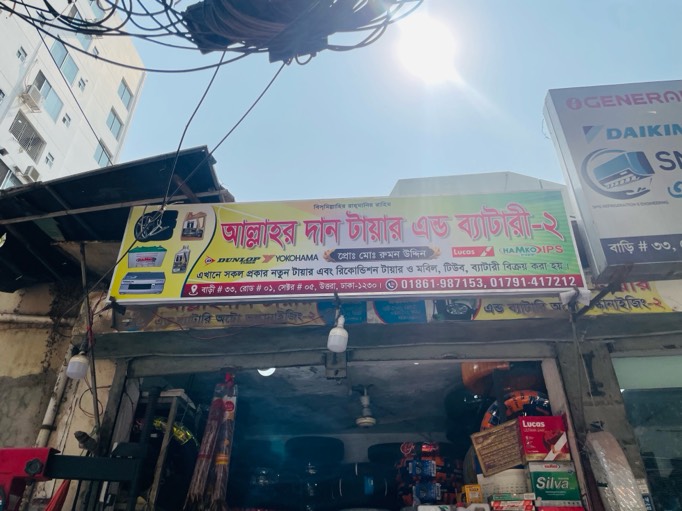 বিস্‌মিল্লাহির রাহ্‌মানির রাহিম
আল্লাহর দান টায়ার এন্ড ব্যাটারী-২
DUNLOP YOKOHAMA
প্রোঃ মোঃ রুমন উদ্দিন
Lucas HAMKO IPS
এখানে সকল প্রকার নতুন টায়ার এবং রিকেন্ডিশন টায়ার ও মবিল, টিউব, ব্যাটারী বিক্রয় করা হয়।
বাড়ী # ৩৩, রোড # ০১, সেক্টর # ০৫, উত্তরা, ঢাকা-১২৩০।
01861-987153, 01791-417212
GENERAL
DAIKIN
বাড়ি # ৩৩,
Lucas
Silva